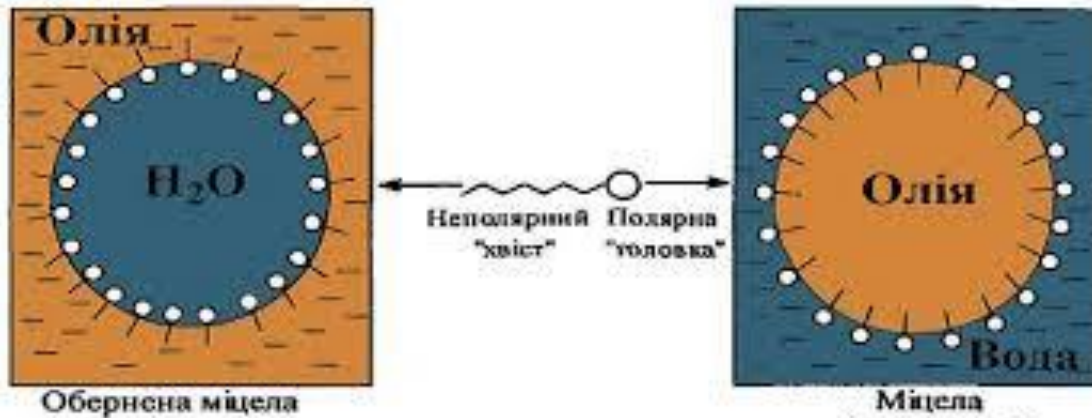 Олія
H₂O
Обернена міцела
Неполярний Полярна
"хвіст" "головка"
Олія
Вода
Міцела